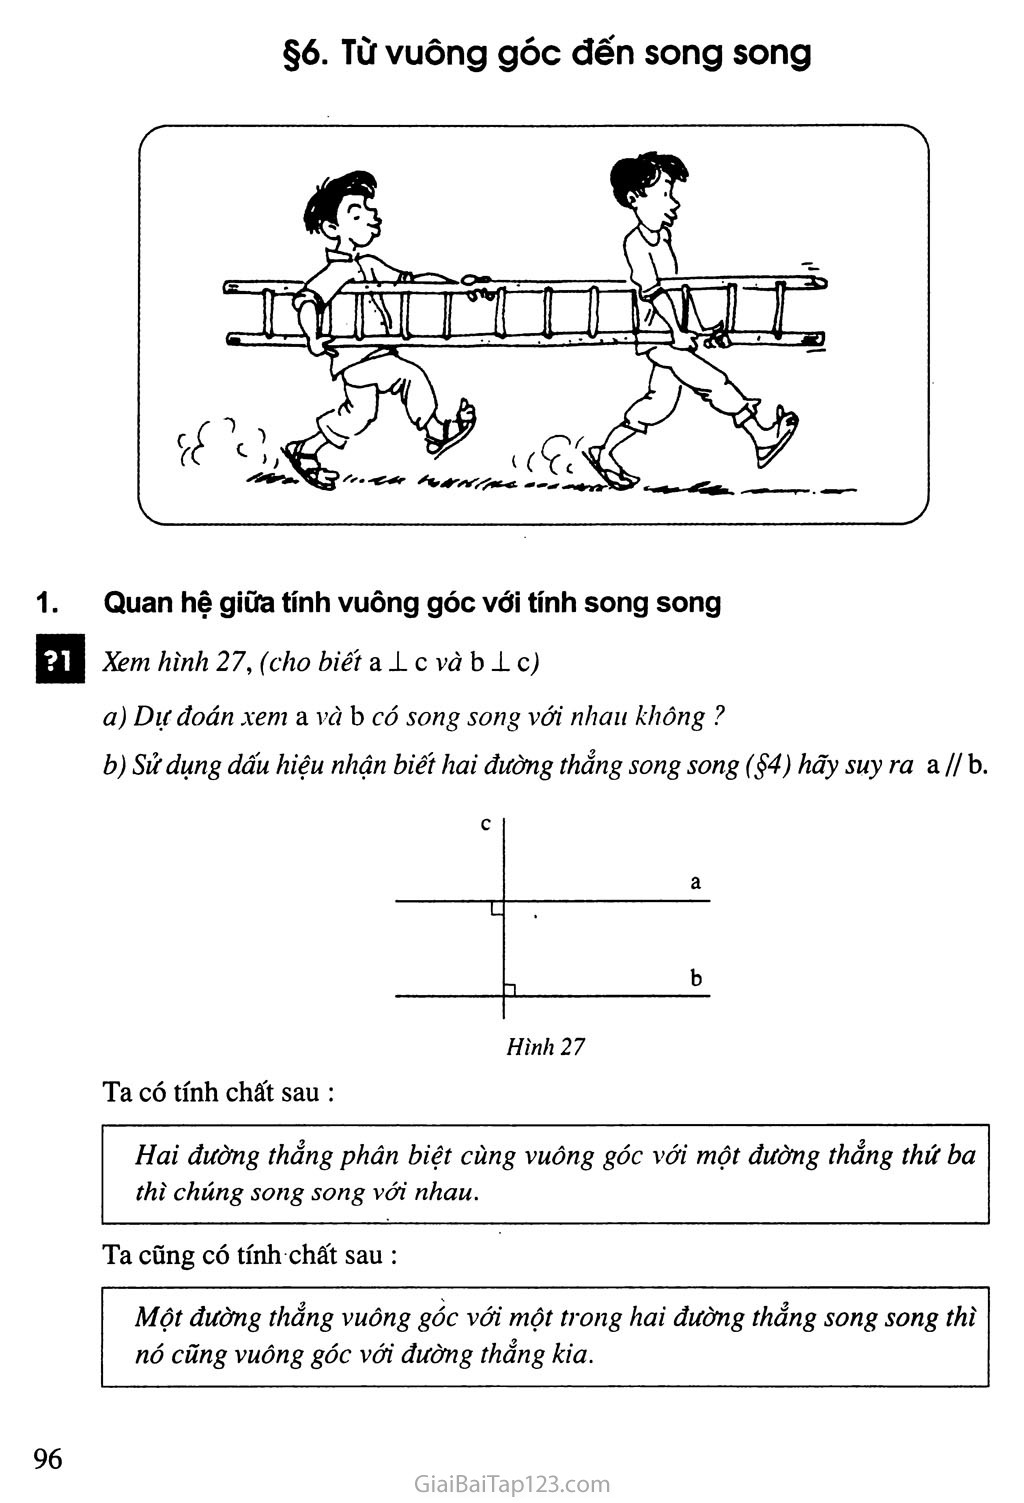 §6. Từ vuông góc đến song song
1. Quan hệ giữa tính vuông góc với tính song song
?1 Xem hình 27, (cho biết a ⊥ c và b ⊥ c)
a) Dự đoán xem a và b có song song với nhau không ?
b) Sử dụng dấu hiệu nhận biết hai đường thẳng song song (§4) hãy suy ra a // b.
c
a
b
Hình 27
Ta có tính chất sau :
Hai đường thẳng phân biệt cùng vuông góc với một đường thẳng thứ ba
thì chúng song song với nhau.
Ta cũng có tính chất sau :
Một đường thẳng vuông góc với một trong hai đường thẳng song song thì
nó cũng vuông góc với đường thẳng kia.
96
GiaiBaiTap123.com